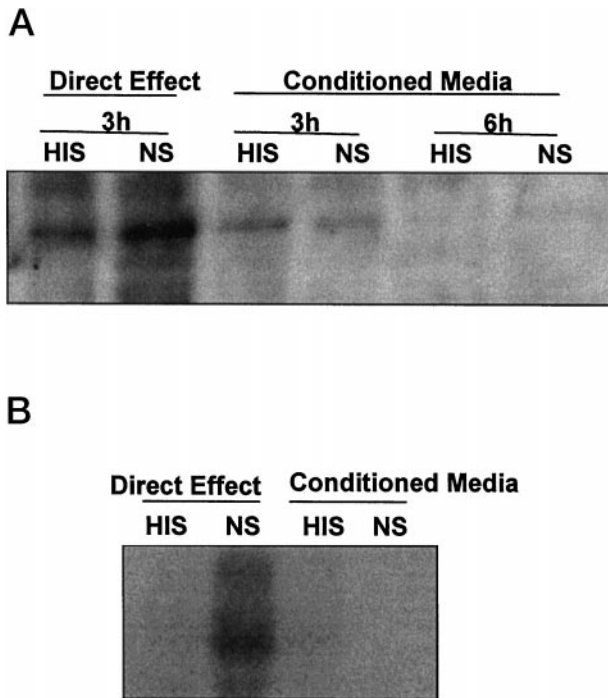 A
Direct Effect Conditioned Media
3h 3h 6h
HIS NS HIS NS HIS NS
B
Direct Effect Conditioned Media
HIS NS HIS NS